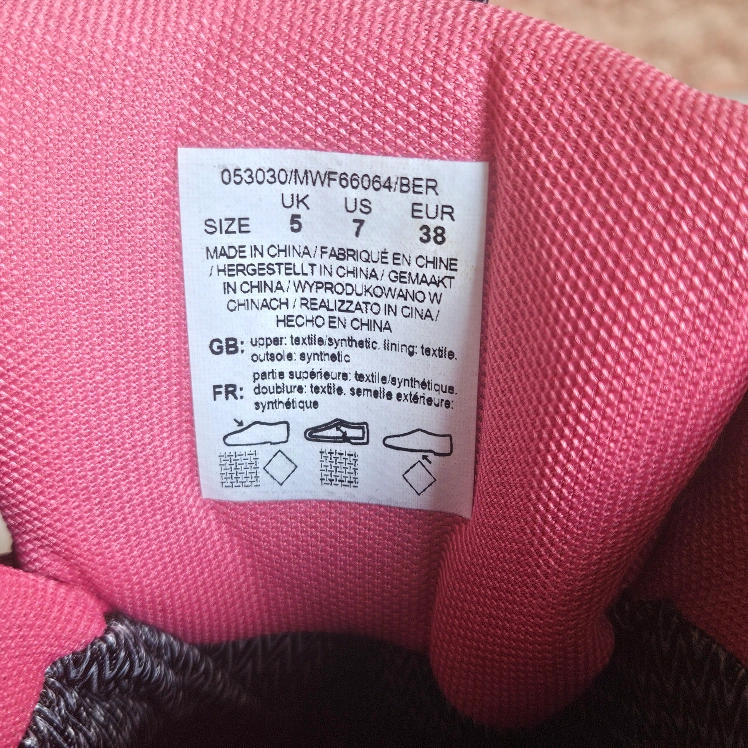 053030/MWF66064/BER
UK US EUR
SIZE 5 7 38
MADE IN CHINA / FABRIQUÉ EN CHINE
/ HERGESTELLT IN CHINA / GEMAAKT
IN CHINA / WYPRODUKOWANO W
CHINACH / REALIZZATO IN CINA /
HECHO EN CHINA
GB: upper: textile/synthetic. lining: textile.
outsole: synthetic
partie supérieure: textile/synthétique.
FR: doublure: textile. semelle extérieure:
synthétique